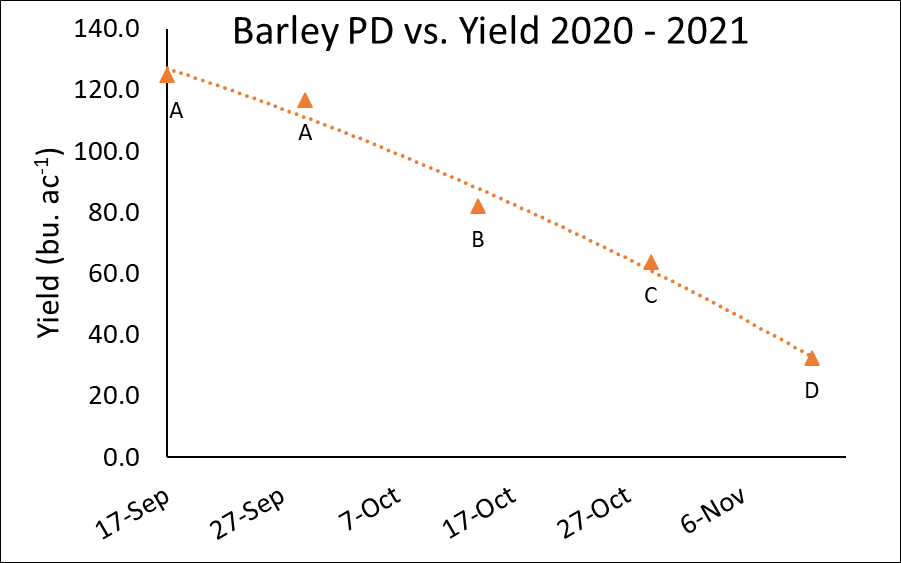 Barley PD vs. Yield 2020 - 2021
Yield (bu. ac⁻¹)
140.0
120.0
100.0
80.0
60.0
40.0
20.0
0.0
A
A
B
C
D
17-Sep
27-Sep
7-Oct
17-Oct
27-Oct
6-Nov